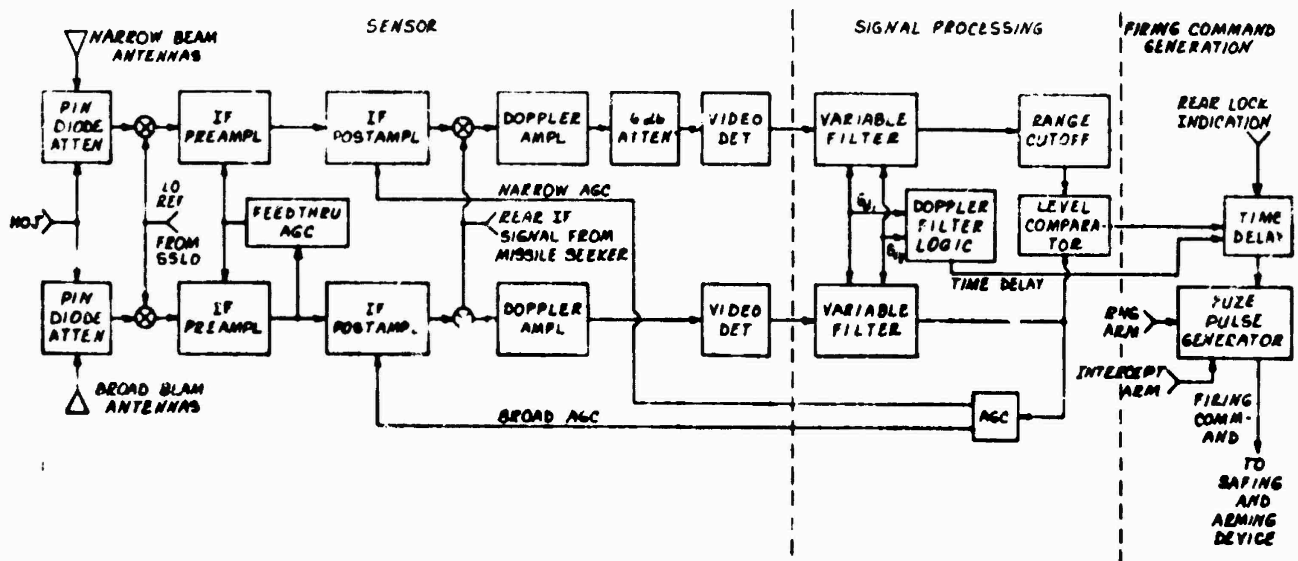 SENSOR
SIGNAL PROCESSING
FIRING COMMAND
GENERATION
NARROW BEAM
ANTENNAS
PIN
DIODE
ATTEN
IF
PREAMPL
IF
POSTAMPL
DOPPLER
AMPL
6 db
ATTEN
VIDEO
DET
VARIABLE
FILTER
RANGE
CUTOFF
REAR LOCK
INDICATION
HOJ
LO
REF
FROM
SSLO
FEEDTHRU
AGC
NARROW AGC
REAR IF
SIGNAL FROM
MISSILE SEEKER
DOPPLER
FILTER
LOGIC
LEVEL
COMPARA-
TOR
TIME
DELAY
TIME DELAY
PIN
DIODE
ATTEN
IF
PREAMPL
IF
POSTAMPL
DOPPLER
AMPL
VIDEO
DET
VARIABLE
FILTER
RNG
ARM
FUZE
PULSE
GENERATOR
INTERCEPT
ARM
BROAD BEAM
ANTENNAS
BROAD AGC
AGC
FIRING
COMM-
AND
TO
SAFING
AND
ARMING
DEVICE